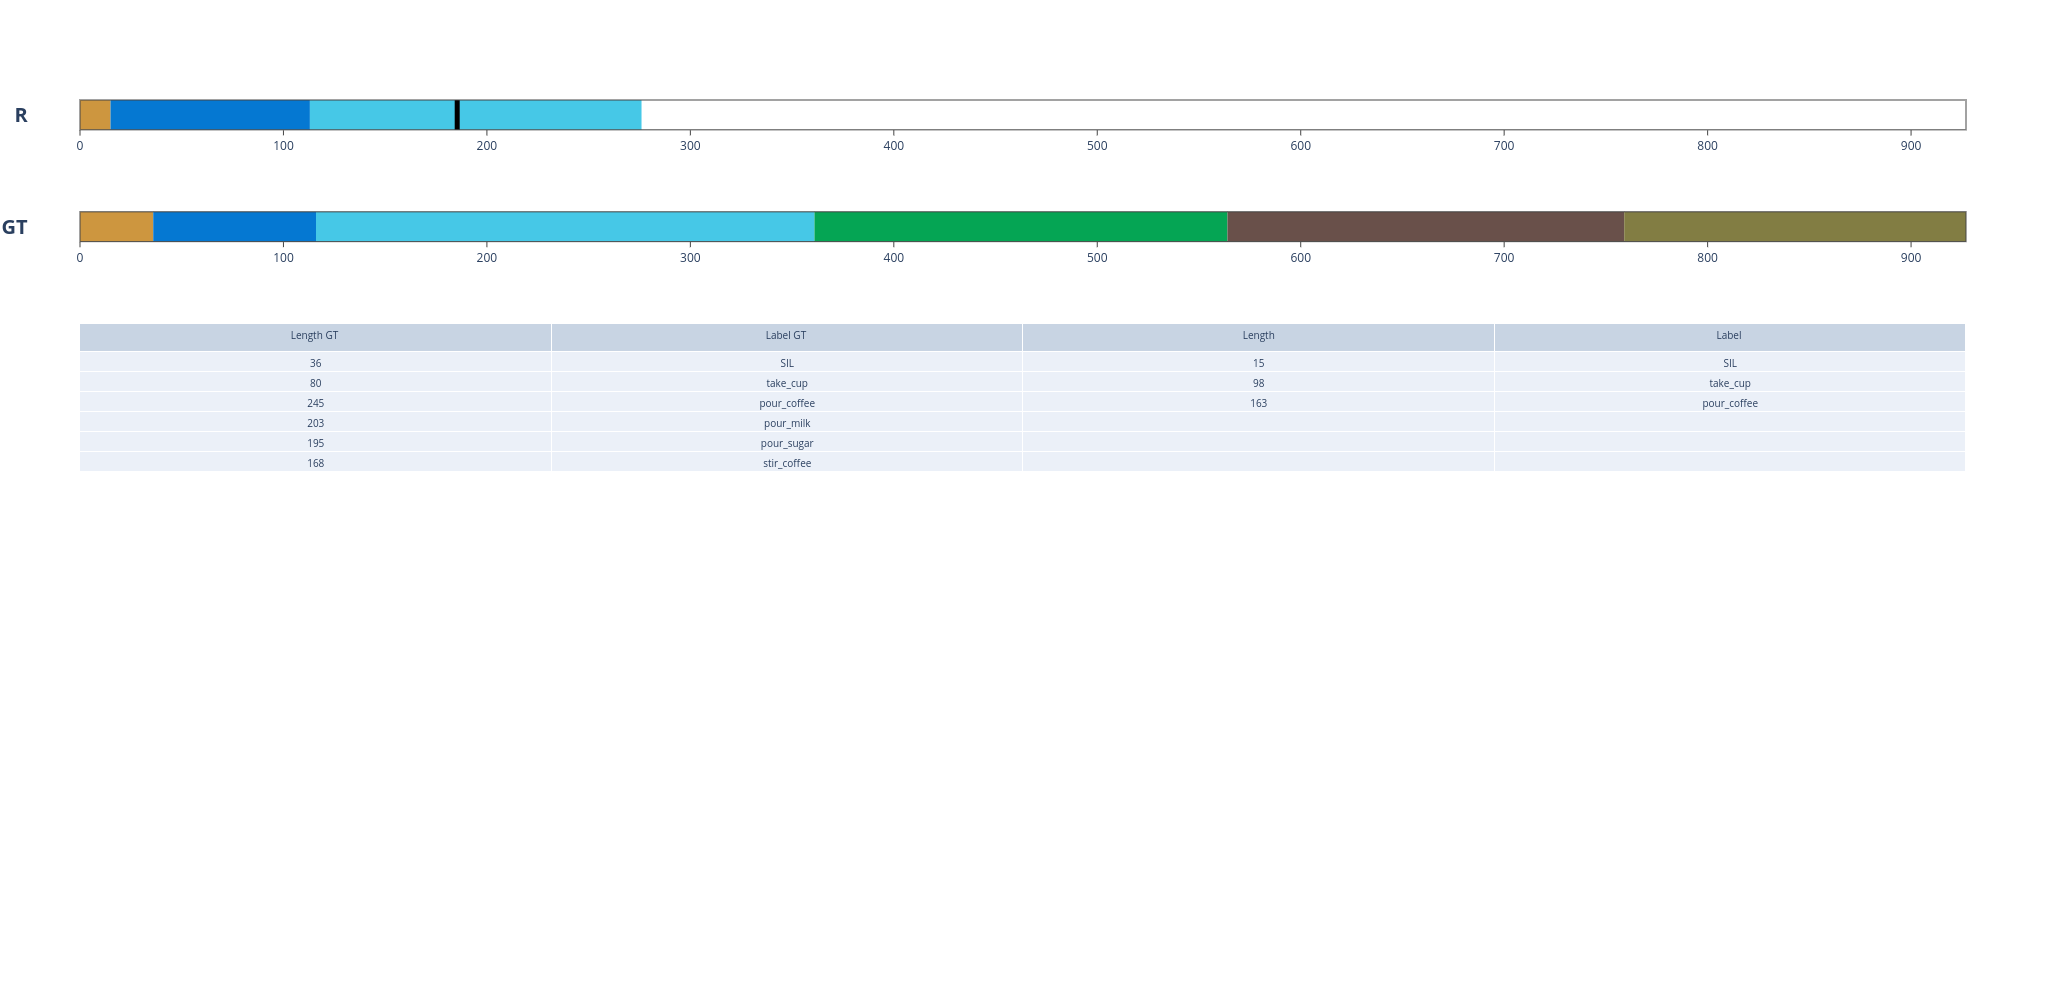 R
0 100 200 300 400 500 600 700 800 900
GT
0 100 200 300 400 500 600 700 800 900
Length GT Label GT Length Label
36 SIL 15 SIL
80 take_cup 98 take_cup
245 pour_coffee 163 pour_coffee
203 pour_milk
195 pour_sugar
168 stir_coffee